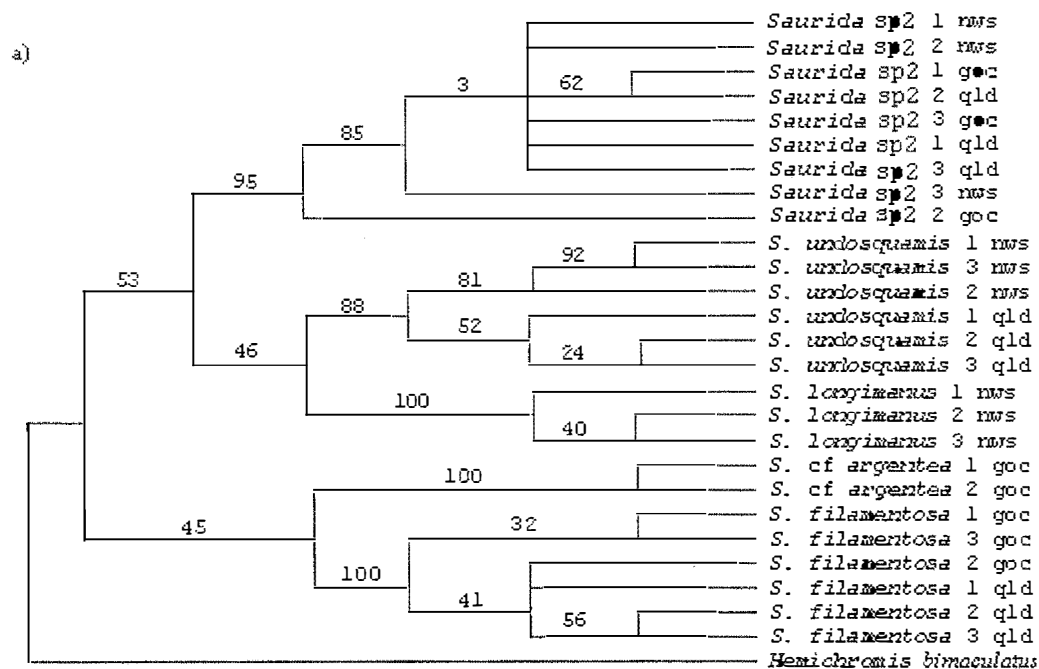 a)
Saurida sp2 1 nws
Saurida sp2 2 nws
3
62
Saurida sp2 1 goc
Saurida sp2 2 qld
Saurida sp2 3 goc
85
Saurida sp2 1 qld
Saurida sp2 3 qld
95
Saurida sp2 3 nws
Saurida sp2 2 goc
92
S. undosquamis 1 nws
S. undosquamis 3 nws
53
81
S. undosquamis 2 nws
88
52
S. undosquamis 1 qld
S. undosquamis 2 qld
46
24
S. undosquamis 3 qld
100
S. longimanus 1 nws
S. longimanus 2 nws
40
S. longimanus 3 nws
100
S. cf argentea 1 goc
S. cf argentea 2 goc
45
32
S. filamentosa 1 goc
S. filamentosa 3 goc
100
S. filamentosa 2 goc
41
S. filamentosa 1 qld
56
S. filamentosa 2 qld
S. filamentosa 3 qld
Hemichromis bimaculatus